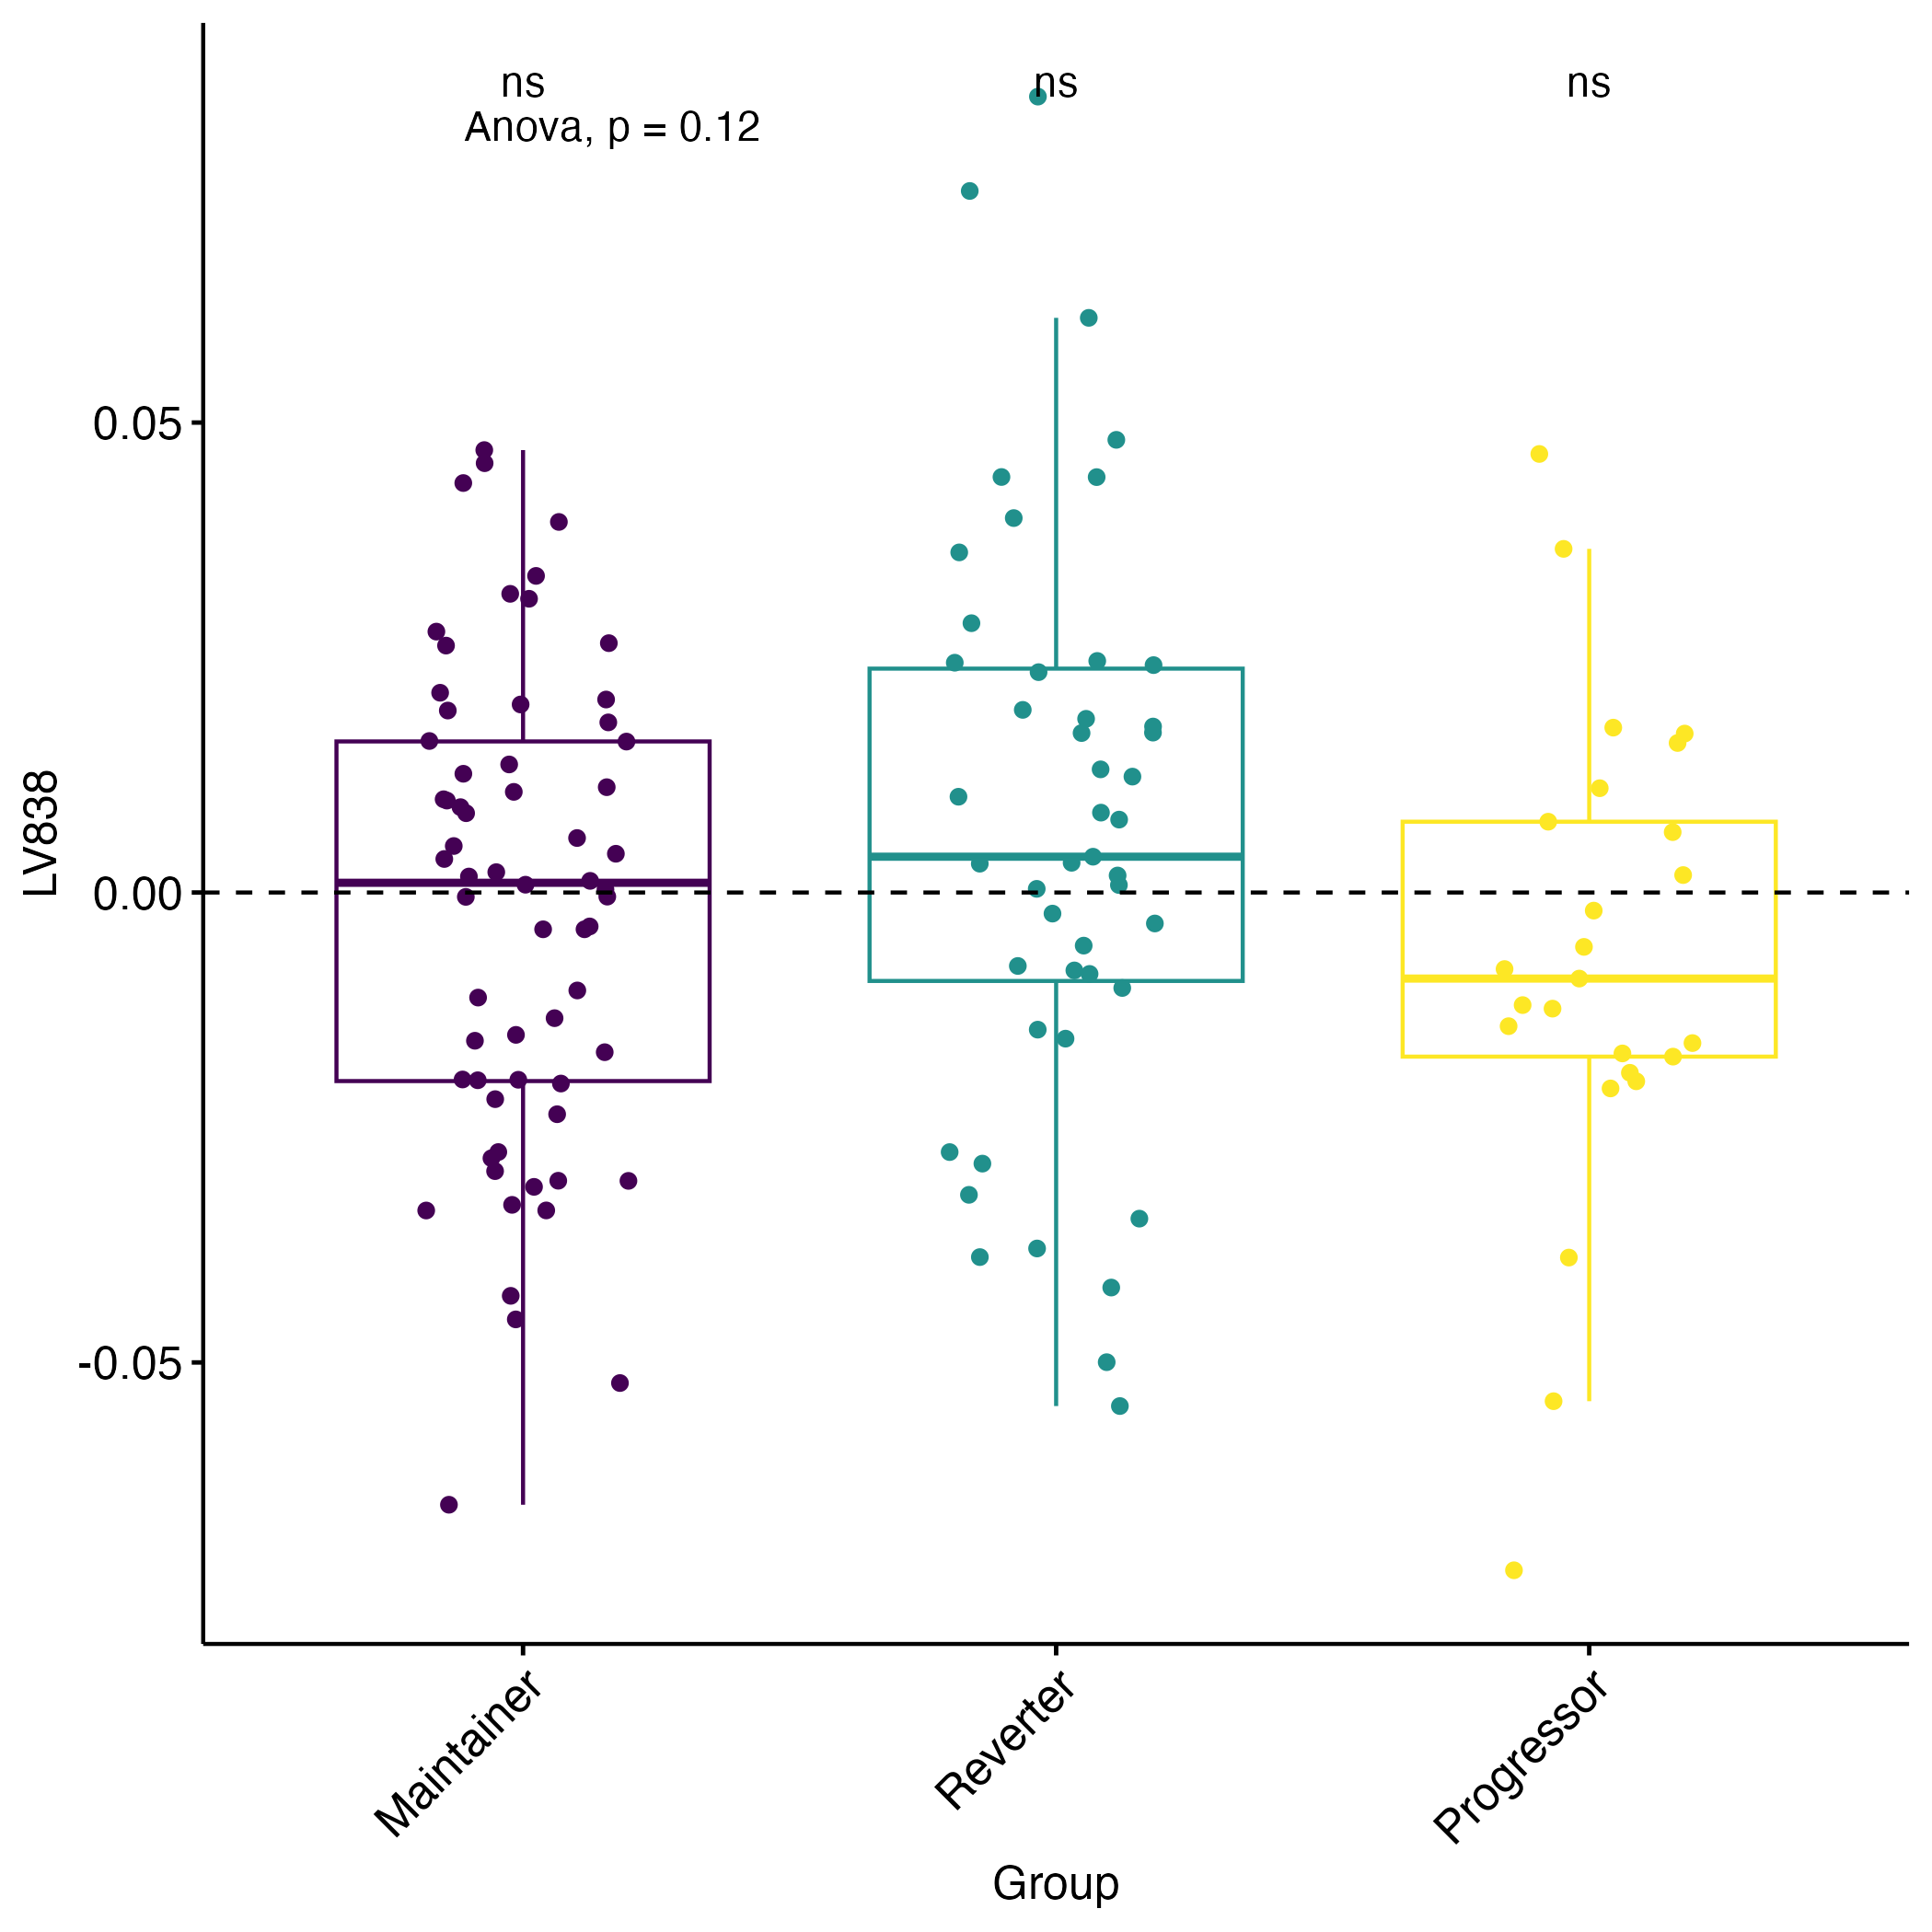 ns ns ns
Anova, p = 0.12
LV838
0.05
0.00
-0.05
Maintainer Reverter Progressor
Group